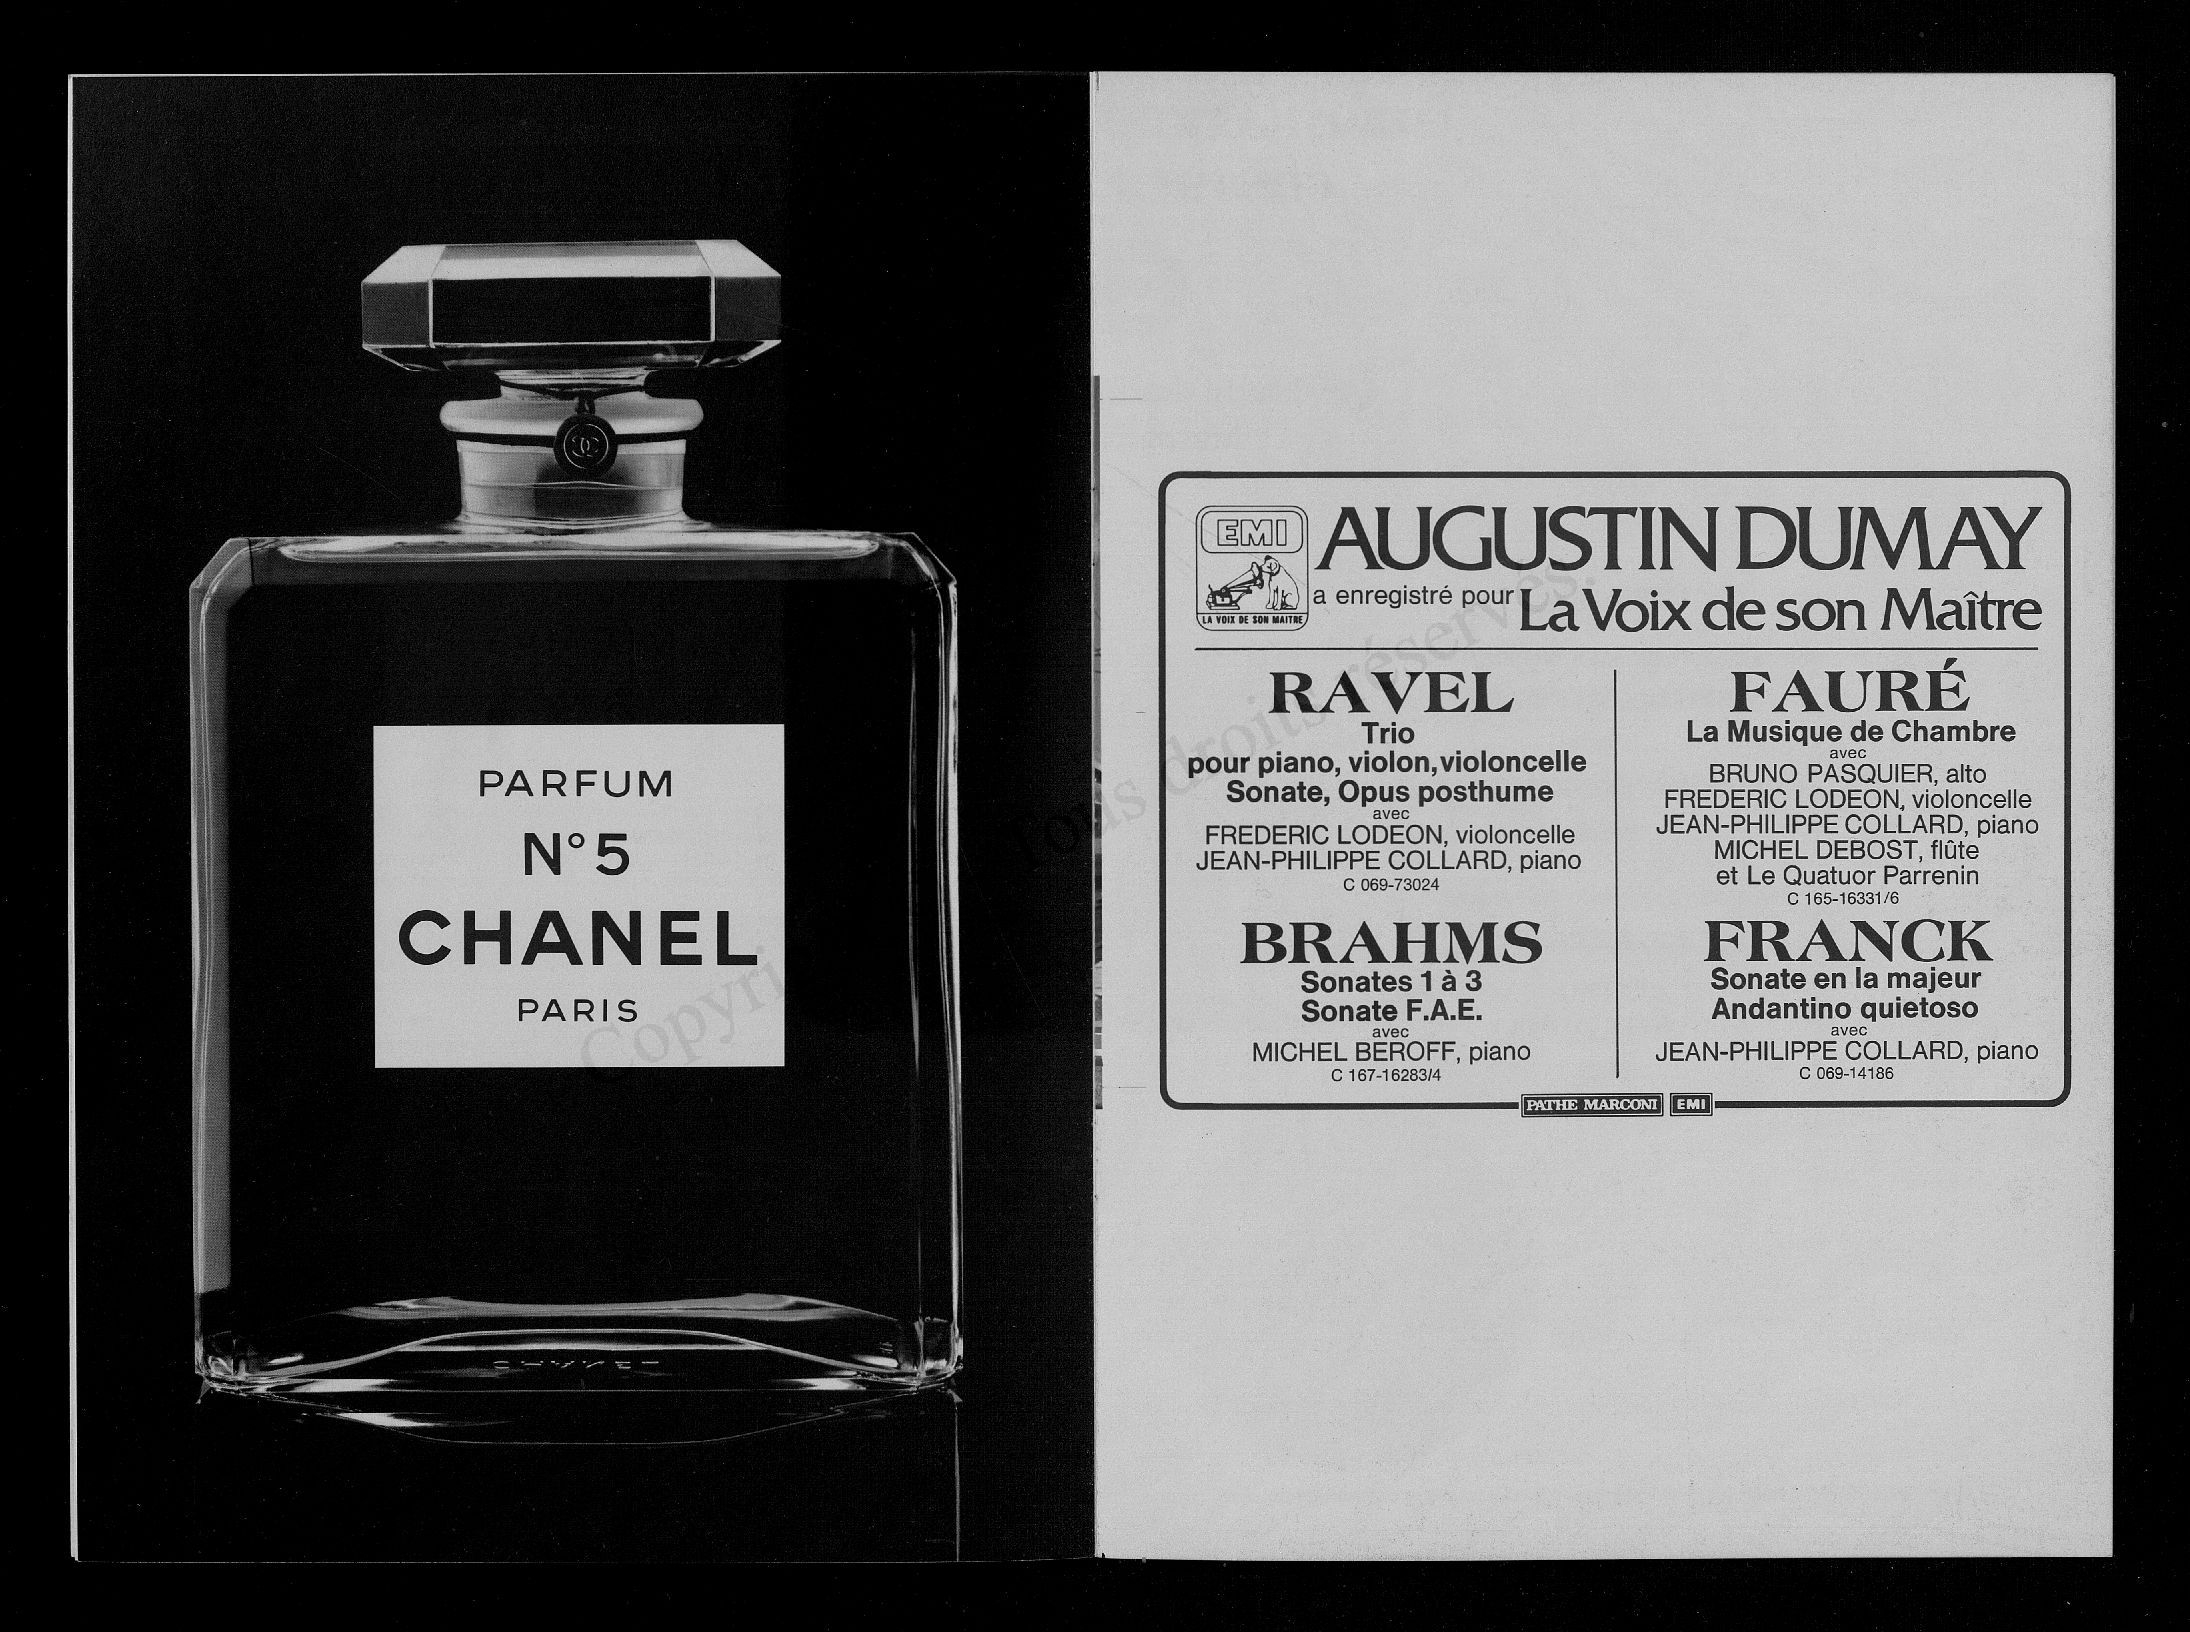 PARFUM
N°5
CHANEL
PARIS
CHANEL
EMI
LA VOIX DE SON MAITRE
AUGUSTIN DUMAY
a enregistré pour La Voix de son Maître
RAVEL
Trio
pour piano, violon, violoncelle
Sonate, Opus posthume
avec
FREDERIC LODEON, violoncelle
JEAN-PHILIPPE COLLARD, piano
C 069-73024
BRAHMS
Sonates 1 à 3
Sonate F.A.E.
avec
MICHEL BEROFF, piano
C 167-16283/4
FAURÉ
La Musique de Chambre
avec
BRUNO PASQUIER, alto
FREDERIC LODEON, violoncelle
JEAN-PHILIPPE COLLARD, piano
MICHEL DEBOST, flûte
et Le Quatuor Parrenin
C 165-16331/6
FRANCK
Sonate en la majeur
Andantino quietoso
avec
JEAN-PHILIPPE COLLARD, piano
C 069-14186
PATHE MARCONI EMI